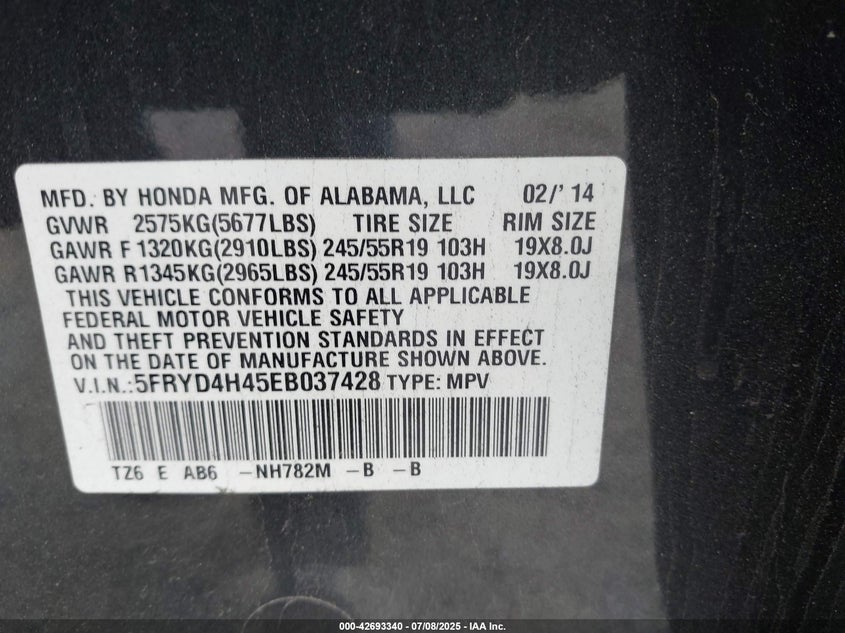 MFD. BY HONDA MFG. OF ALABAMA, LLC 02/' 14
GVWR 2575KG(5677LBS) TIRE SIZE RIM SIZE
GAWR F 1320KG(2910LBS) 245/55R19 103H 19X8.0J
GAWR R1345KG(2965LBS) 245/55R19 103H 19X8.0J
THIS VEHICLE CONFORMS TO ALL APPLICABLE
FEDERAL MOTOR VEHICLE SAFETY
AND THEFT PREVENTION STANDARDS IN EFFECT
ON THE DATE OF MANUFACTURE SHOWN ABOVE.
V.I.N.:5FRYD4H45EB037428 TYPE: MPV
TZ6 E AB6 –NH782M –B –B
000-42693340 - 07/08/2025 - IAA Inc.